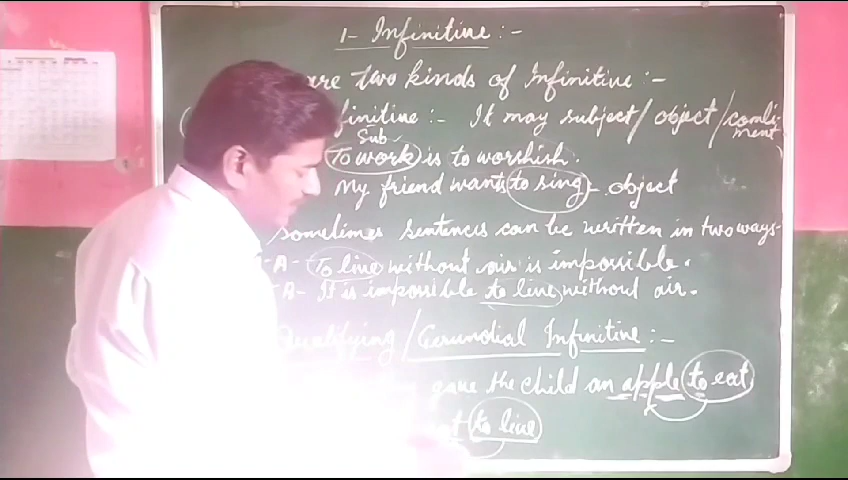 1- Infinitive :-
are two kinds of Infinitive :-
finitive :- It may subject/object/compli-
ment
Sub-
To work is to worship.
My friend wants to sing - object
sometimes sentences can be written in two ways-
A- To live without air is impossible.
A- It is impossible to live without air.
Qualifying / Gerundial Infinitive :-
gave the child an apple to eat
to live